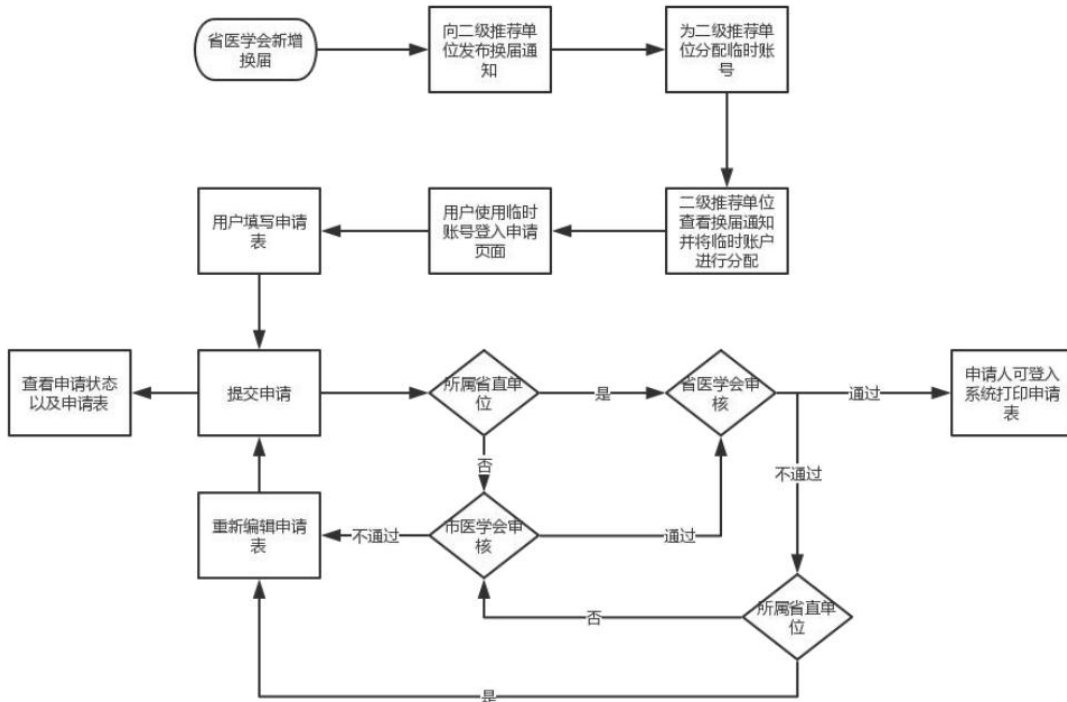 省医学会新增
换届
向二级推荐单
位发布换届通
知
为二级推荐单
位分配临时账
号
用户填写申请
表
用户使用临时
账号登入申请
页面
二级推荐单位
查看换届通知
并将临时账户
进行分配
查看申请状态
以及申请表
提交申请
所属省直单
位
是
省医学会审
核
通过
申请人可登入
系统打印申请
表
否
不通过
重新编辑申请
表
不通过
市医学会审
核
通过
否
所属省直单
位
是